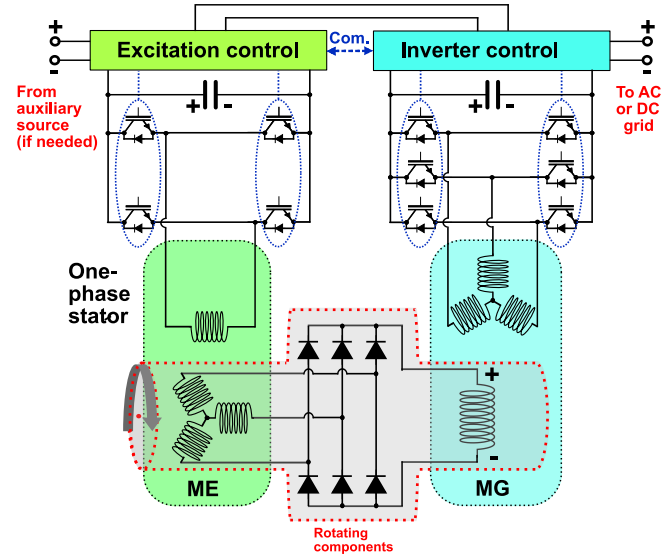 +
-
Excitation control
Com.
Inverter control
+
-
From
auxiliary
source
(if needed)
+ -
+ -
To AC
or DC
grid
One-
phase
stator
+
-
ME
MG
Rotating
components